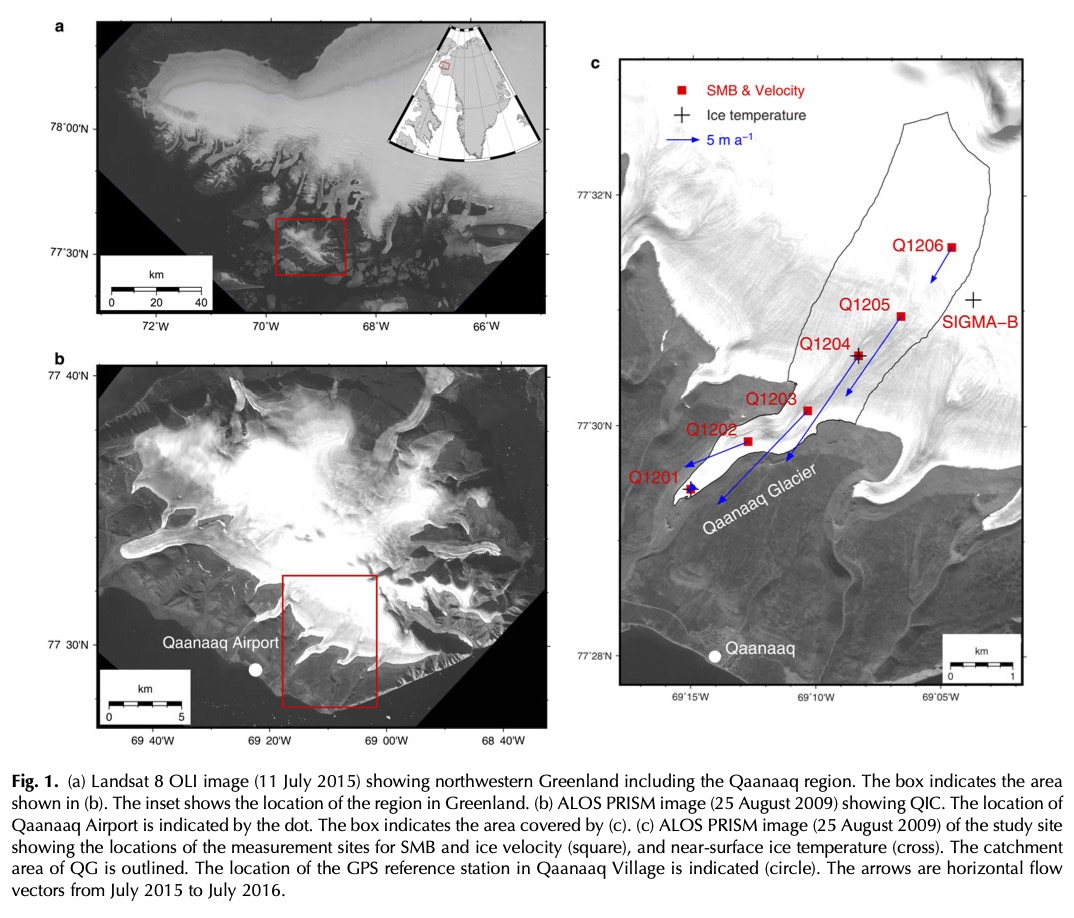 a
78˚00'N
77˚30'N
km
0 20 40
72˚W 70˚W 68˚W 66˚W
b
77˚40'N
77˚30'N
Qaanaaq Airport
km
0 5
69˚40'W 69˚20'W 69˚00'W 68˚40'W
c
SMB & Velocity
Ice temperature
5 m a⁻¹
77˚32'N
77˚30'N
77˚28'N
Q1206
Q1205
SIGMA–B
Q1204
Q1203
Q1202
Q1201
Qaanaaq Glacier
Qaanaaq
km
0 1
69˚15'W 69˚10'W 69˚05'W
Fig. 1. (a) Landsat 8 OLI image (11 July 2015) showing northwestern Greenland including the Qaanaaq region. The box indicates the area
shown in (b). The inset shows the location of the region in Greenland. (b) ALOS PRISM image (25 August 2009) showing QIC. The location of
Qaanaaq Airport is indicated by the dot. The box indicates the area covered by (c). (c) ALOS PRISM image (25 August 2009) of the study site
showing the locations of the measurement sites for SMB and ice velocity (square), and near-surface ice temperature (cross). The catchment
area of QG is outlined. The location of the GPS reference station in Qaanaaq Village is indicated (circle). The arrows are horizontal flow
vectors from July 2015 to July 2016.